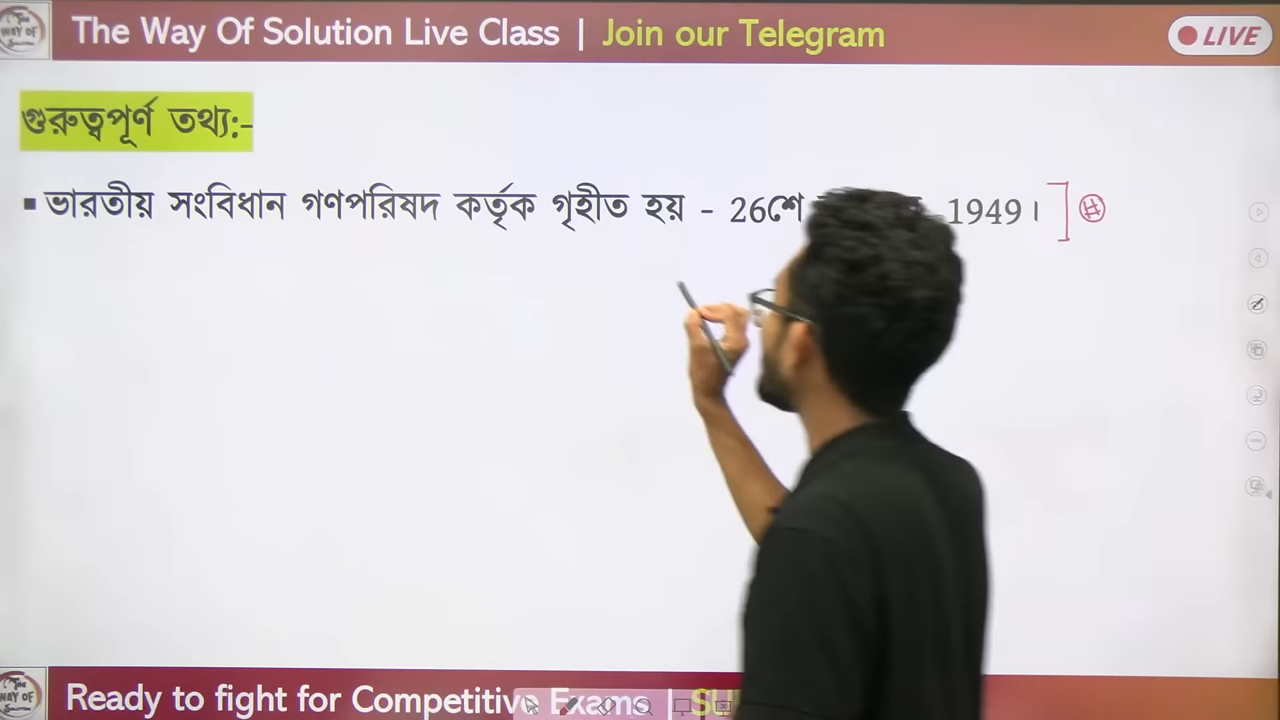 The Way Of Solution Live Class | Join our Telegram
LIVE
গুরুত্বপূর্ণ তথ্য:-
▪ ভারতীয় সংবিধান গণপরিষদ কর্তৃক গৃহীত হয় - 26শে 1949।
Ready to fight for Competitive Exams |